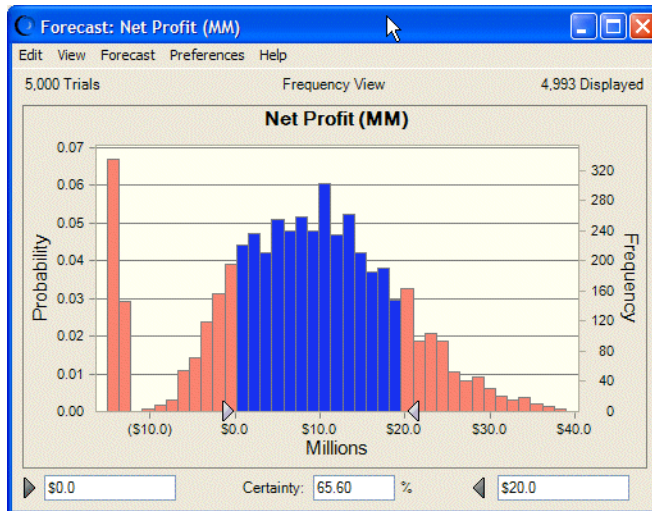 Forecast: Net Profit (MM)
Edit View Forecast Preferences Help
5,000 Trials Frequency View 4,993 Displayed
Net Profit (MM)
Probability
0.07
0.06
0.05
0.04
0.03
0.02
0.01
0.00
320
280
240
200
160
120
80
40
0
Frequency
($10.0) $0.0 $10.0 $20.0 $30.0 $40.0
Millions
$0.0 Certainty: 65.60 % $20.0